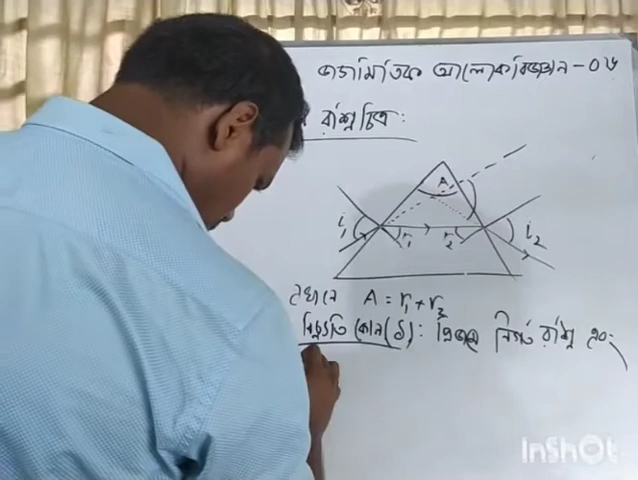 জ্যামিতিক আলোকবিজ্ঞান - ০৬
রশ্মিচিত্র :
A
i₁ r₁ r₂ i₂
এখানে A = r₁ + r₂
বিচ্যুতি কোন (δ) : প্রিজমে নির্গত রশ্মি এবং
InShOt